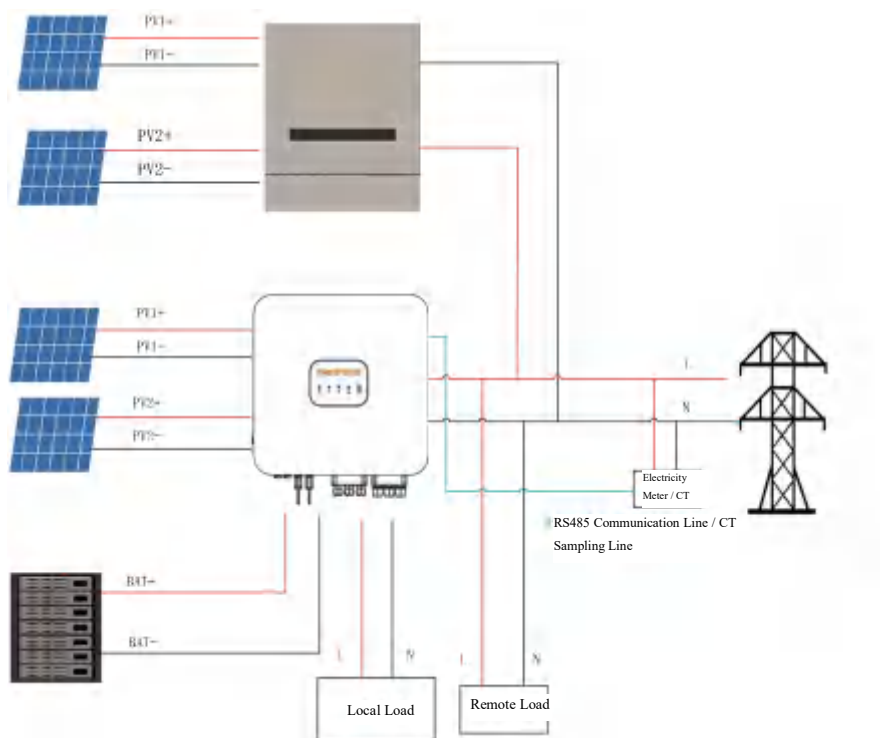 PV1+
PV1-
PV2+
PV2-
PV1+
PV1-
PV2+
PV2-
L
N
Electricity
Meter / CT
RS485 Communication Line / CT
Sampling Line
BAT+
BAT-
L
N
L
N
Local Load
Remote Load